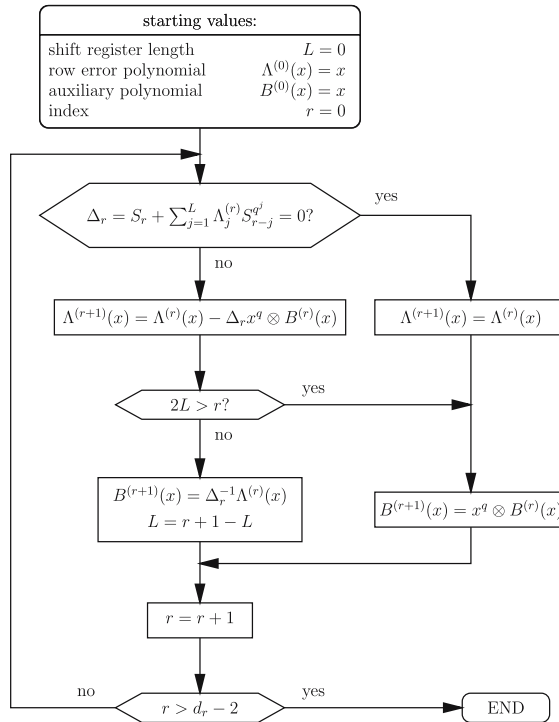 starting values:
shift register length L = 0
row error polynomial Λ^{(0)}(x) = x
auxiliary polynomial B^{(0)}(x) = x
index r = 0
Δ_r = S_r + ∑_{j=1}^{L} Λ_j^{(r)} S_{r−j}^{q^j} = 0?
yes
no
Λ^{(r+1)}(x) = Λ^{(r)}(x) − Δ_r x^q ⊗ B^{(r)}(x)
Λ^{(r+1)}(x) = Λ^{(r)}(x)
2L > r?
yes
no
B^{(r+1)}(x) = Δ_r^{−1} Λ^{(r)}(x)
L = r + 1 − L
B^{(r+1)}(x) = x^q ⊗ B^{(r)}(x)
r = r + 1
no
r > d_r − 2
yes
END